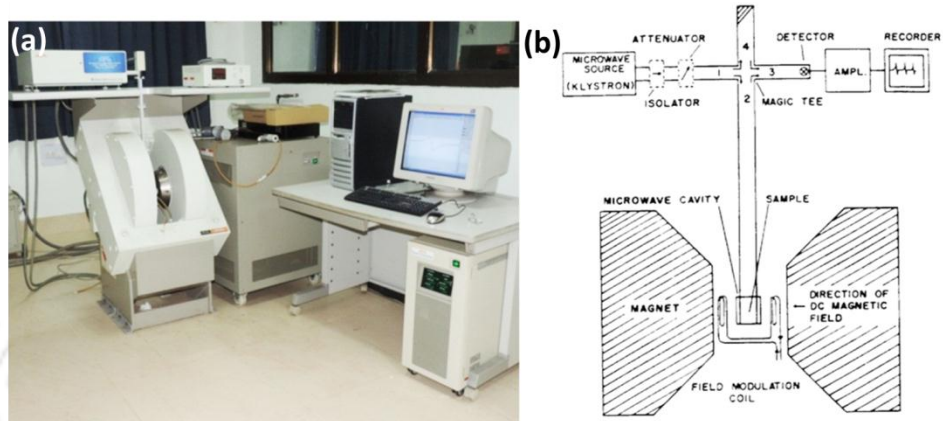 (a)
(b)
ATTENUATOR
DETECTOR
RECORDER
MICROWAVE
SOURCE
(KLYSTRON)
ISOLATOR
1
4
3
2
AMPL.
MAGIC TEE
MICROWAVE CAVITY
SAMPLE
MAGNET
DIRECTION OF
DC MAGNETIC
FIELD
FIELD MODULATION
COIL